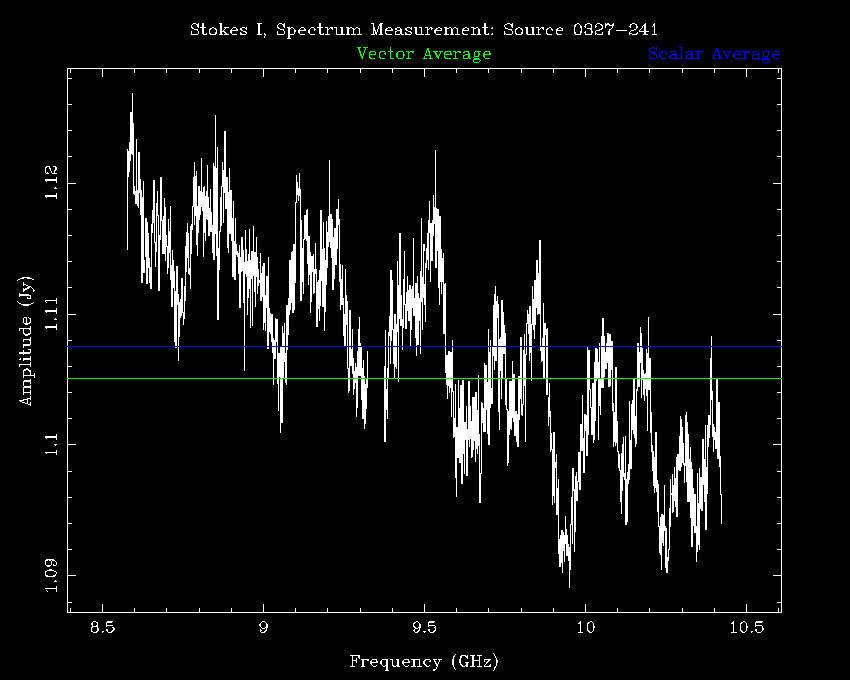 Stokes I, Spectrum Measurement: Source 0327−241
Vector Average
Scalar Average
Amplitude (Jy)
1.12
1.11
1.1
1.09
8.5
9
9.5
10
10.5
Frequency (GHz)